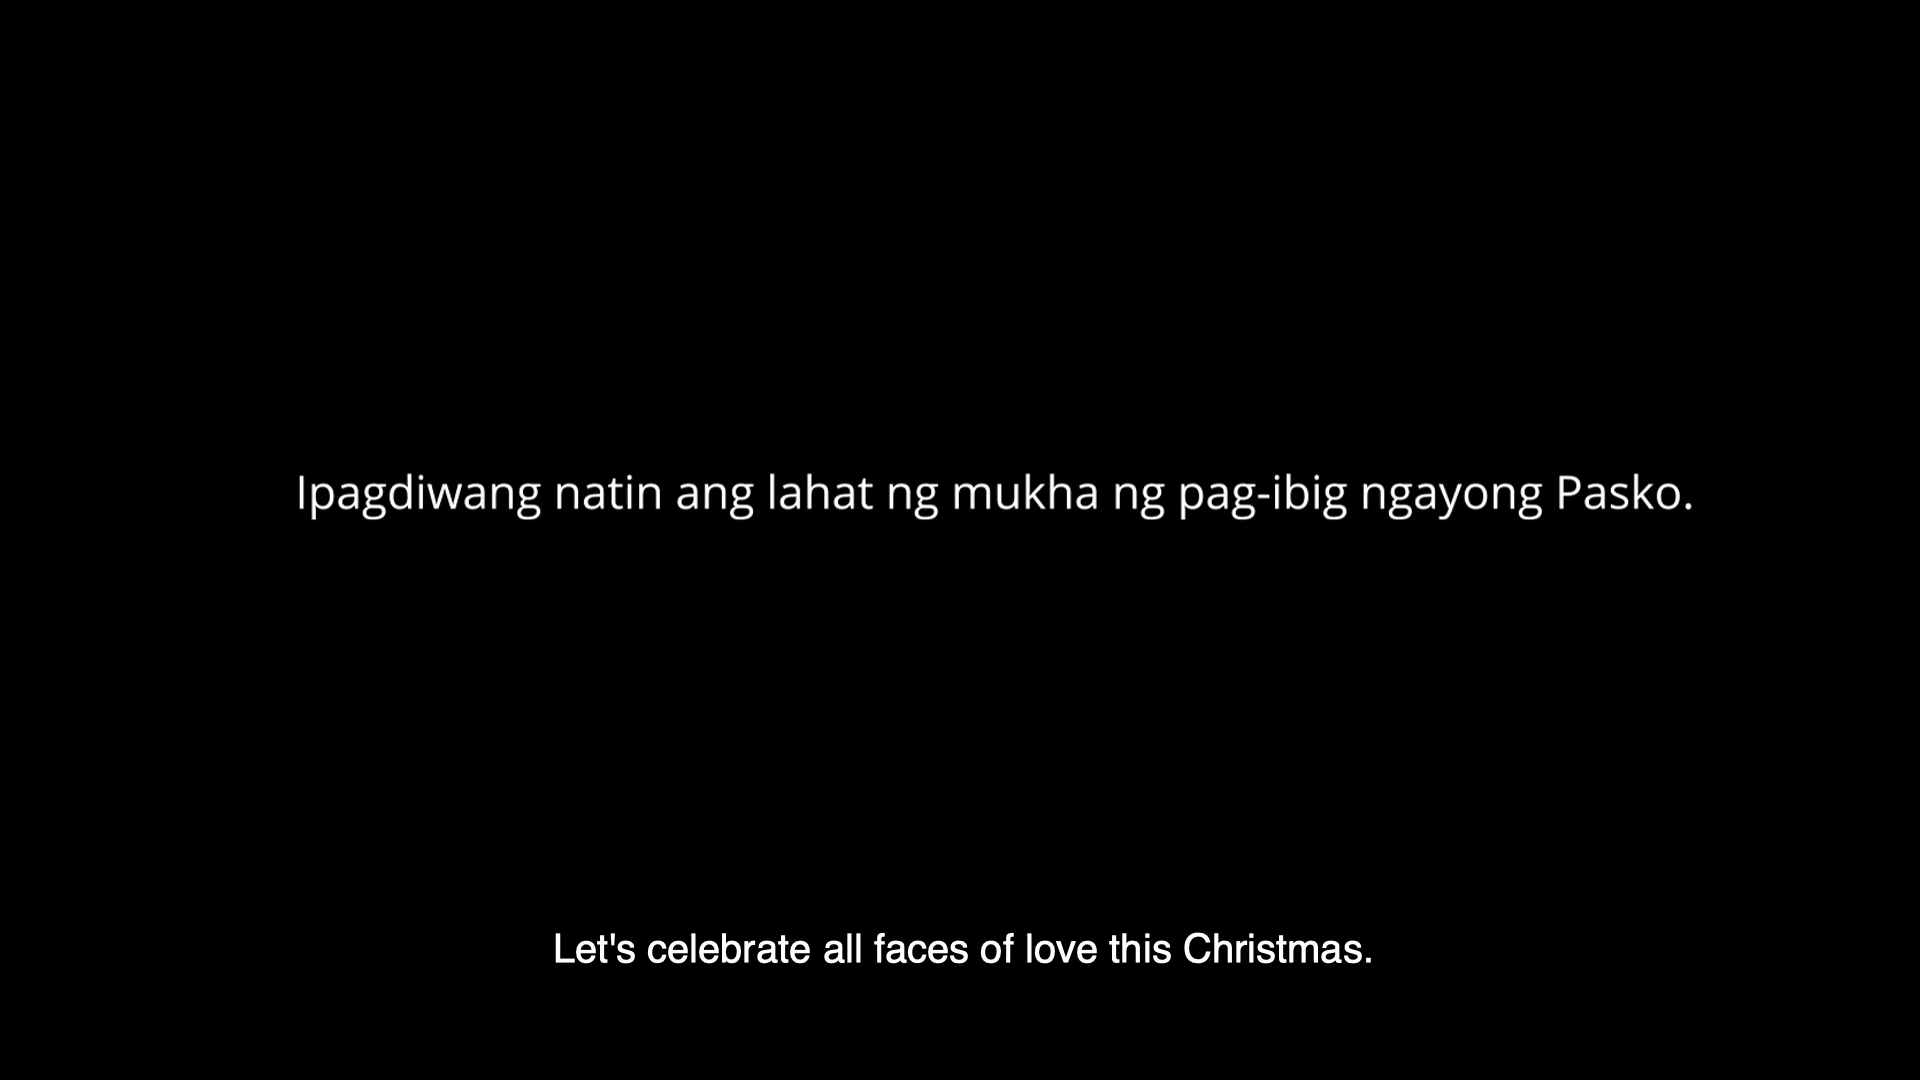 Ipagdiwang natin ang lahat ng mukha ng pag-ibig ngayong Pasko.
Let's celebrate all faces of love this Christmas.